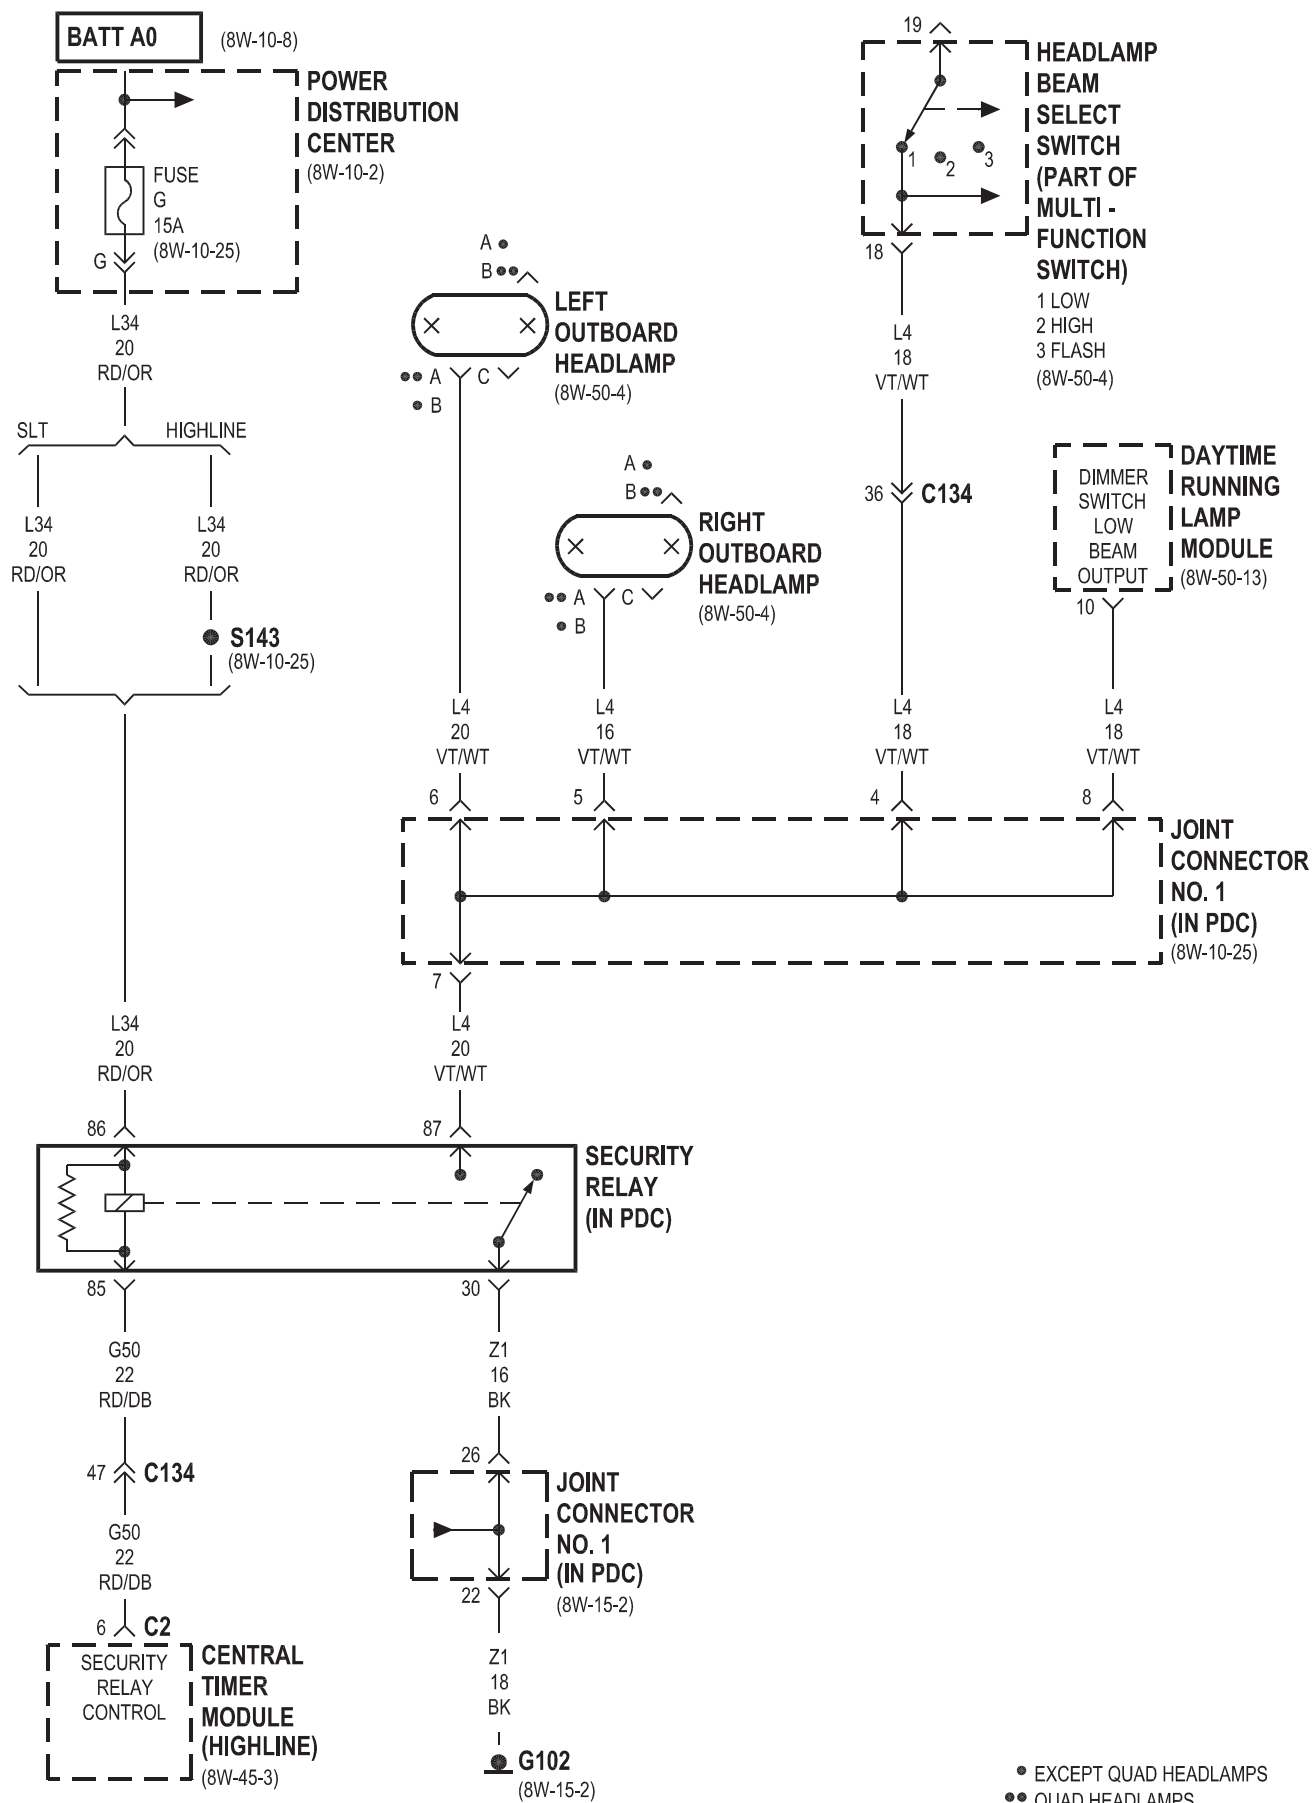 BATT A0
(8W-10-8)
POWER
DISTRIBUTION
CENTER
(8W-10-2)
FUSE
G
15A
(8W-10-25)
G
L34
20
RD/OR
SLT
HIGHLINE
L34
20
RD/OR
L34
20
RD/OR
S143
(8W-10-25)
A
B
LEFT
OUTBOARD
HEADLAMP
(8W-50-4)
A C
B
A
B
RIGHT
OUTBOARD
HEADLAMP
(8W-50-4)
A C
B
19
HEADLAMP
BEAM
SELECT
SWITCH
(PART OF
MULTI -
FUNCTION
SWITCH)
1 LOW
2 HIGH
3 FLASH
(8W-50-4)
1 2 3
18
L4
18
VT/WT
36 C134
DIMMER
SWITCH
LOW
BEAM
OUTPUT
DAYTIME
RUNNING
LAMP
MODULE
(8W-50-13)
10
L4
20
VT/WT
L4
16
VT/WT
L4
18
VT/WT
L4
18
VT/WT
6 5 4 8
JOINT
CONNECTOR
NO. 1
(IN PDC)
(8W-10-25)
7
L34
20
RD/OR
L4
20
VT/WT
86 87
SECURITY
RELAY
(IN PDC)
85 30
G50
22
RD/DB
Z1
16
BK
47 C134
26
JOINT
CONNECTOR
NO. 1
(IN PDC)
(8W-15-2)
G50
22
RD/DB
22
6 C2
SECURITY
RELAY
CONTROL
CENTRAL
TIMER
MODULE
(HIGHLINE)
(8W-45-3)
Z1
18
BK
G102
(8W-15-2)
• EXCEPT QUAD HEADLAMPS
•• QUAD HEADLAMPS